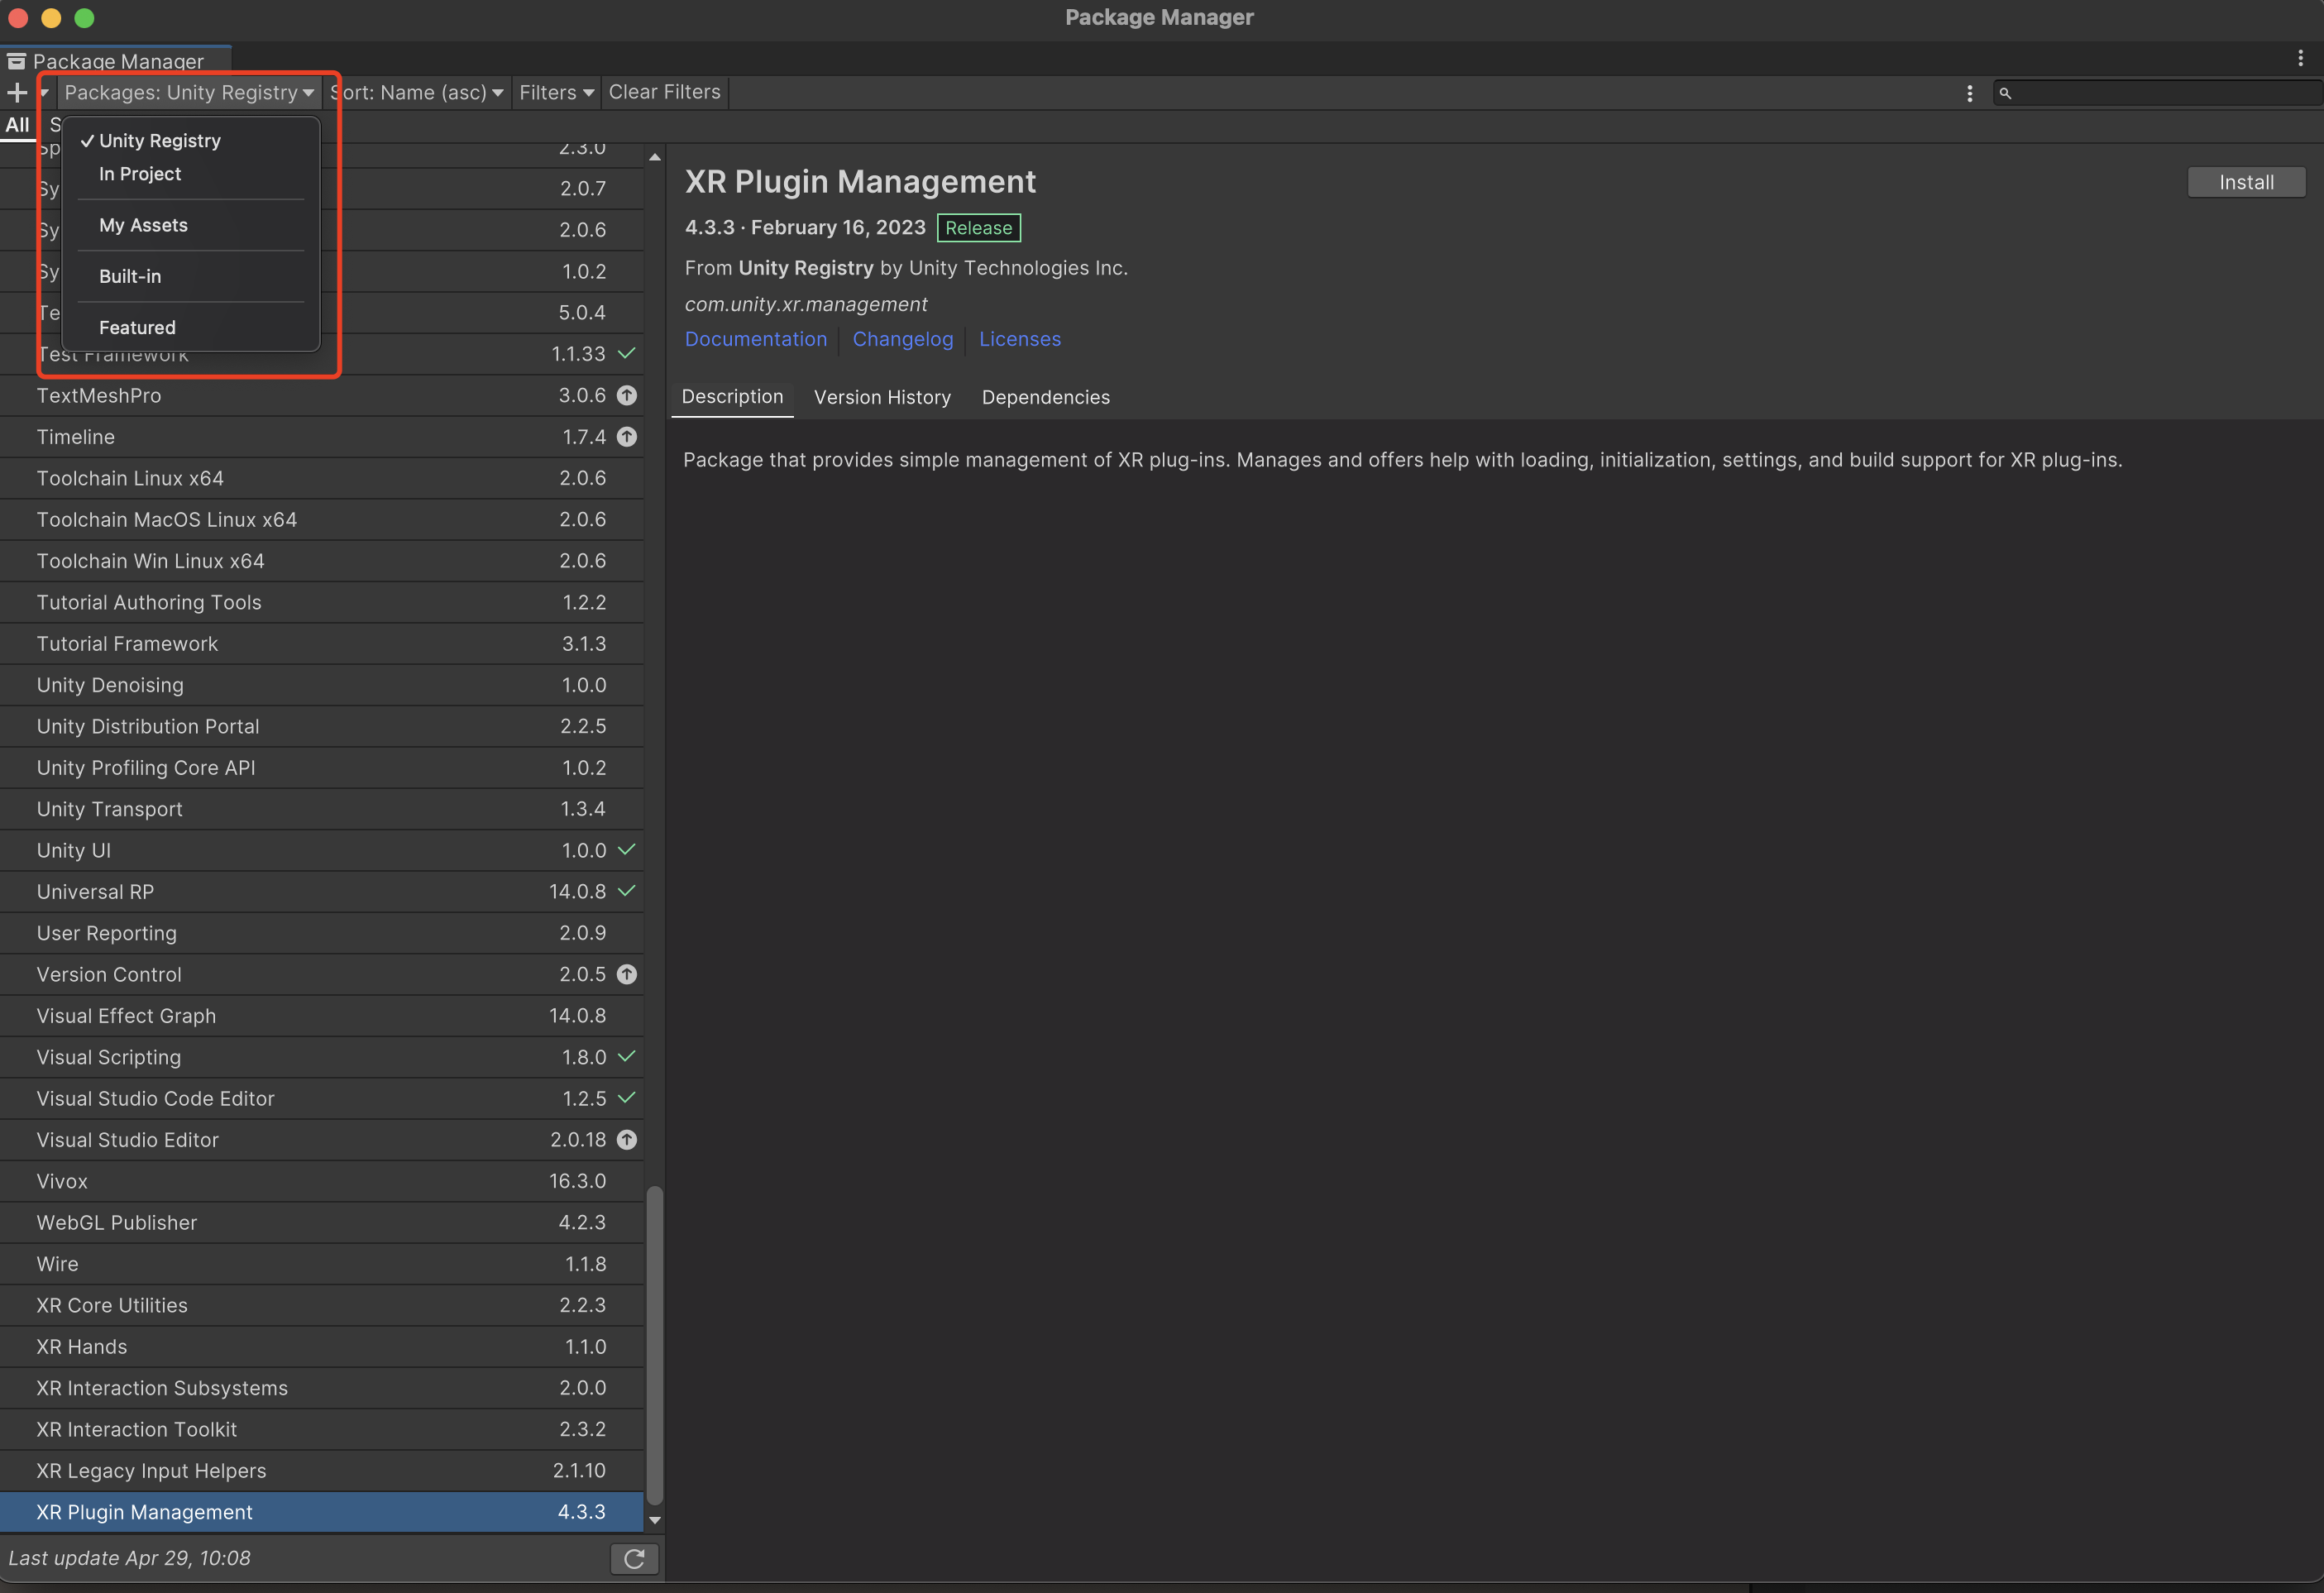 Package Manager
Package Manager
Packages: Unity Registry
Sort: Name (asc)
Filters
Clear Filters
All
S
Unity Registry
In Project
My Assets
Built-in
Featured
Sp 2.3.0
Sy 2.0.7
Sy 2.0.6
Sy 1.0.2
Te 5.0.4
Test Framework 1.1.33
TextMeshPro 3.0.6
Timeline 1.7.4
Toolchain Linux x64 2.0.6
Toolchain MacOS Linux x64 2.0.6
Toolchain Win Linux x64 2.0.6
Tutorial Authoring Tools 1.2.2
Tutorial Framework 3.1.3
Unity Denoising 1.0.0
Unity Distribution Portal 2.2.5
Unity Profiling Core API 1.0.2
Unity Transport 1.3.4
Unity UI 1.0.0
Universal RP 14.0.8
User Reporting 2.0.9
Version Control 2.0.5
Visual Effect Graph 14.0.8
Visual Scripting 1.8.0
Visual Studio Code Editor 1.2.5
Visual Studio Editor 2.0.18
Vivox 16.3.0
WebGL Publisher 4.2.3
Wire 1.1.8
XR Core Utilities 2.2.3
XR Hands 1.1.0
XR Interaction Subsystems 2.0.0
XR Interaction Toolkit 2.3.2
XR Legacy Input Helpers 2.1.10
XR Plugin Management 4.3.3
Last update Apr 29, 10:08
XR Plugin Management
Install
4.3.3 · February 16, 2023 Release
From Unity Registry by Unity Technologies Inc.
com.unity.xr.management
Documentation Changelog Licenses
Description Version History Dependencies
Package that provides simple management of XR plug-ins. Manages and offers help with loading, initialization, settings, and build support for XR plug-ins.